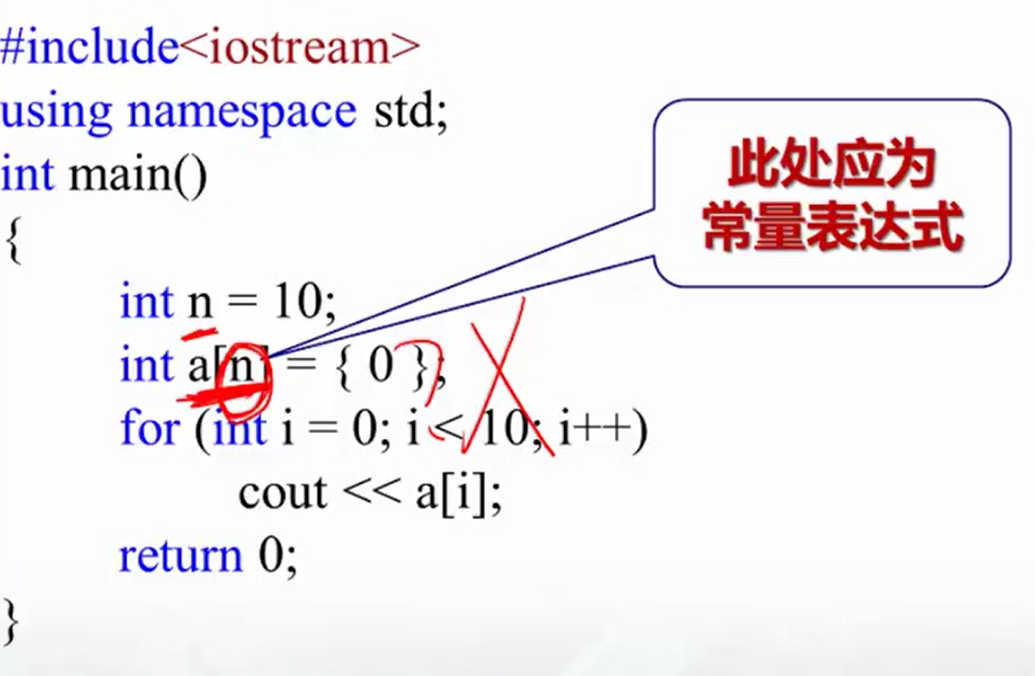 #include<iostream>
using namespace std;
int main()
{
int n = 10;
int a[n] = { 0 };
for (int i = 0; i < 10; i++)
cout << a[i];
return 0;
}
此处应为
常量表达式